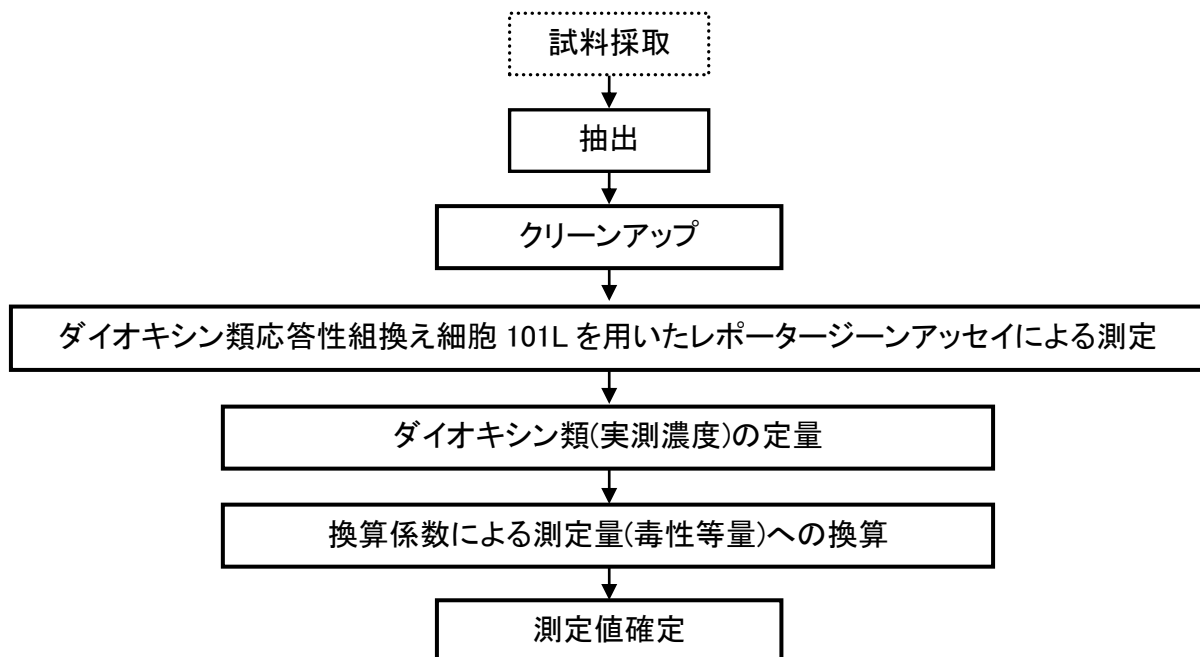 試料採取
抽出
クリーンアップ
ダイオキシン類応答性組換え細胞 101L を用いたレポータージーンアッセイによる測定
ダイオキシン類(実測濃度)の定量
換算係数による測定量(毒性等量)への換算
測定値確定